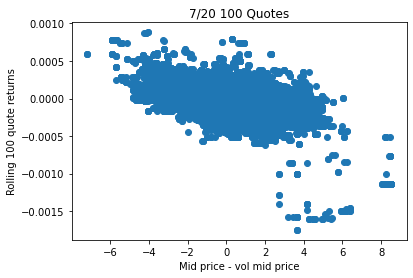 7/20 100 Quotes
0.0010
0.0005
0.0000
−0.0005
−0.0010
−0.0015
Rolling 100 quote returns
−6 −4 −2 0 2 4 6 8
Mid price - vol mid price